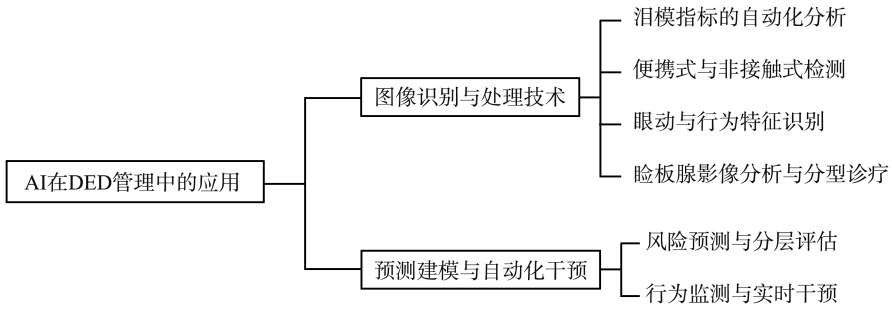 AI在DED管理中的应用
图像识别与处理技术
泪模指标的自动化分析
便携式与非接触式检测
眼动与行为特征识别
睑板腺影像分析与分型诊疗
预测建模与自动化干预
风险预测与分层评估
行为监测与实时干预